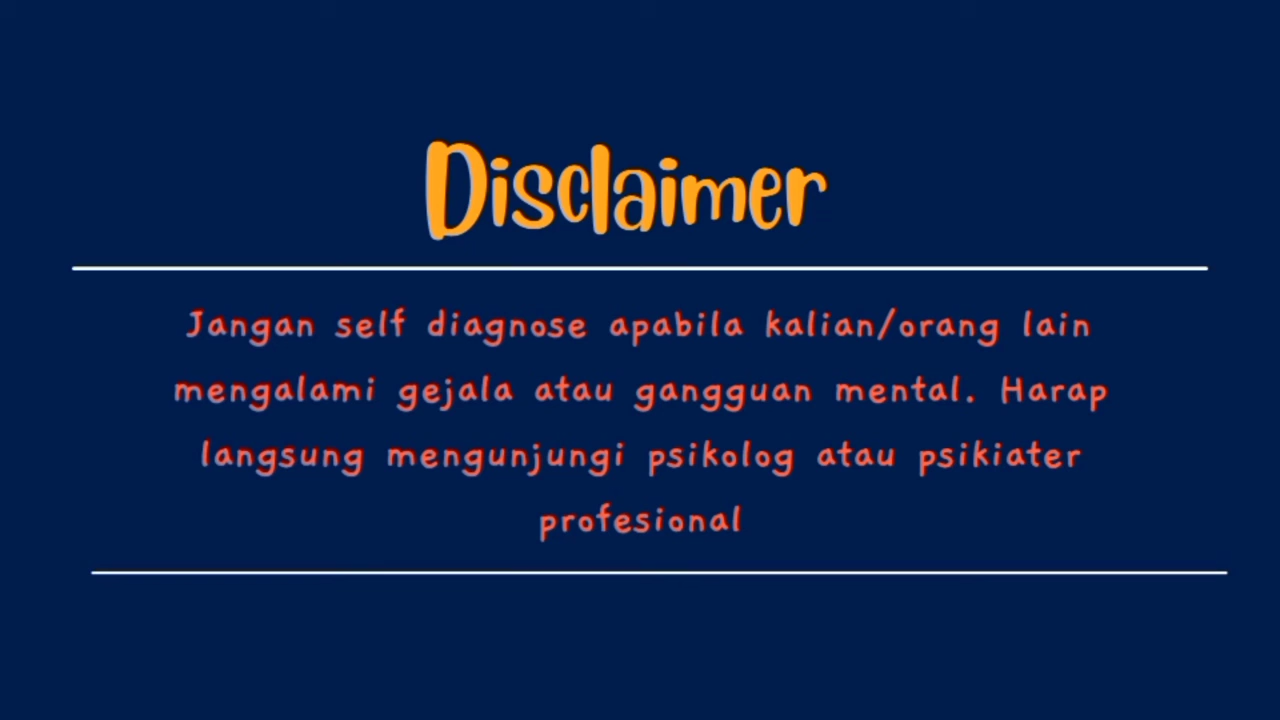 Disclaimer
Jangan self diagnose apabila kalian/orang lain
mengalami gejala atau gangguan mental. Harap
langsung mengunjungi psikolog atau psikiater
profesional